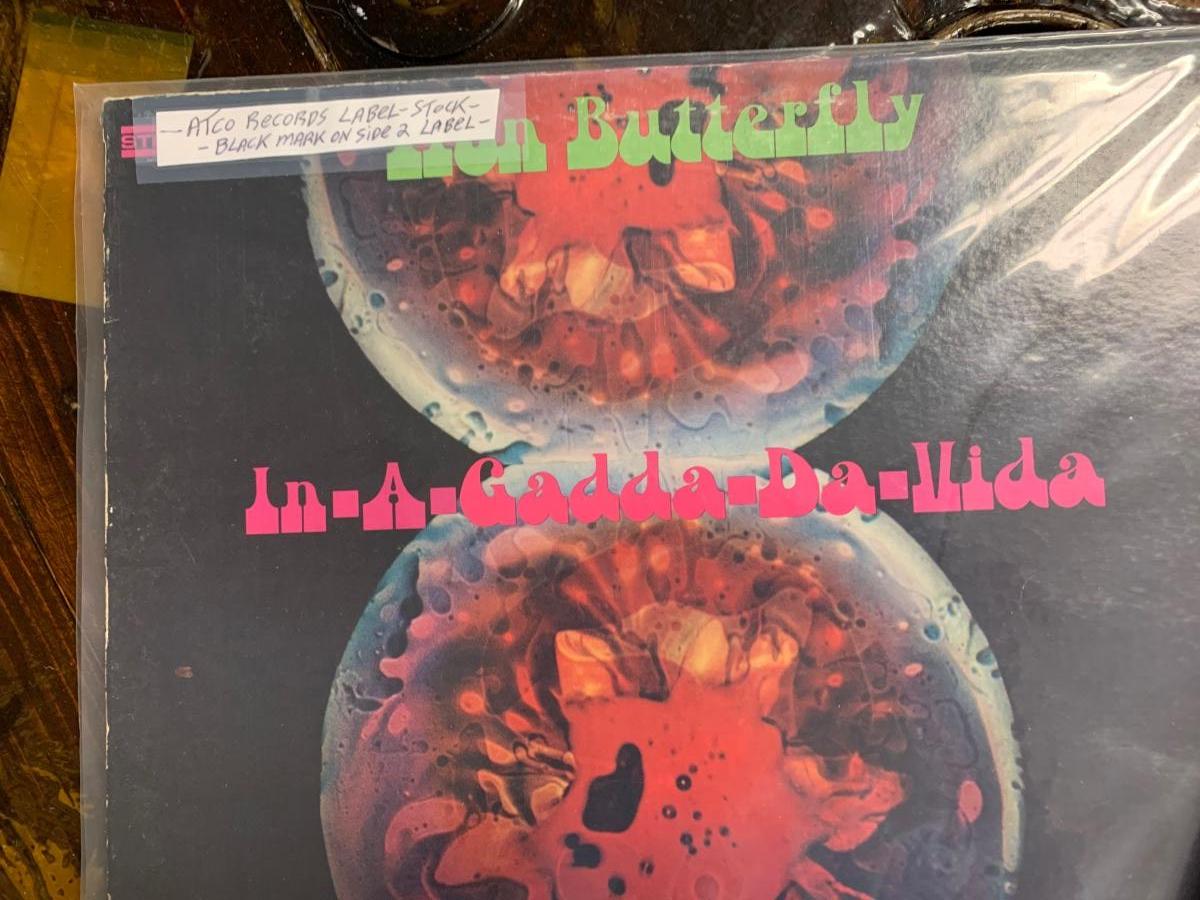 - ATCO RECORDS LABEL - STOCK -
- BLACK MARK ON SIDE 2 LABEL -
Butterfly
In-A-Gadda-Da-Vida